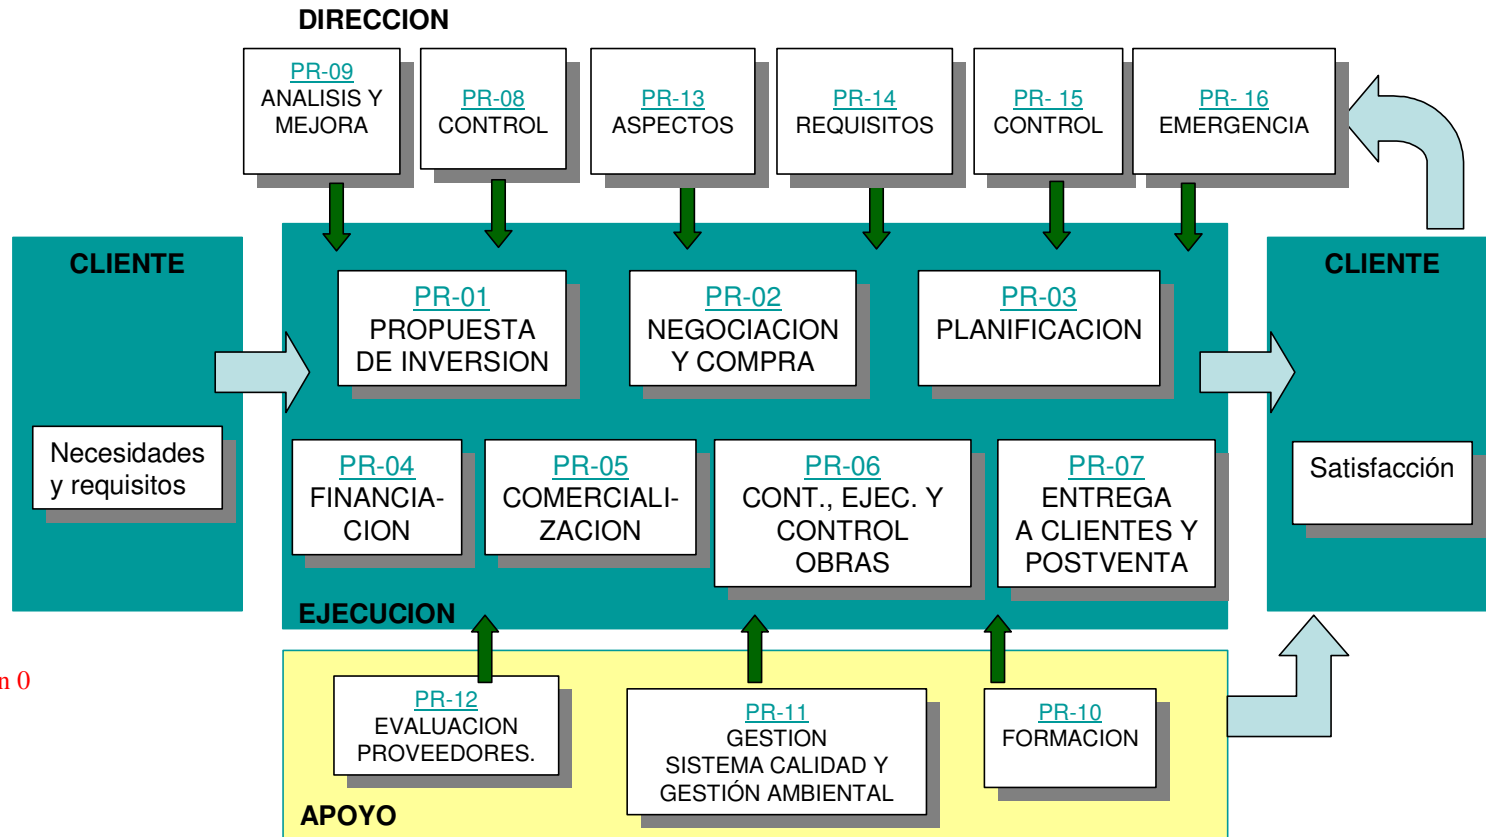 DIRECCION
PR-09
ANALISIS Y
MEJORA
PR-08
CONTROL
PR-13
ASPECTOS
PR-14
REQUISITOS
PR- 15
CONTROL
PR- 16
EMERGENCIA
CLIENTE
Necesidades
y requisitos
PR-01
PROPUESTA
DE INVERSION
PR-02
NEGOCIACION
Y COMPRA
PR-03
PLANIFICACION
PR-04
FINANCIA-
CION
PR-05
COMERCIALI-
ZACION
PR-06
CONT., EJEC. Y
CONTROL
OBRAS
PR-07
ENTREGA
A CLIENTES Y
POSTVENTA
EJECUCION
CLIENTE
Satisfacción
n 0
PR-12
EVALUACION
PROVEEDORES.
PR-11
GESTION
SISTEMA CALIDAD Y
GESTIÓN AMBIENTAL
PR-10
FORMACION
APOYO